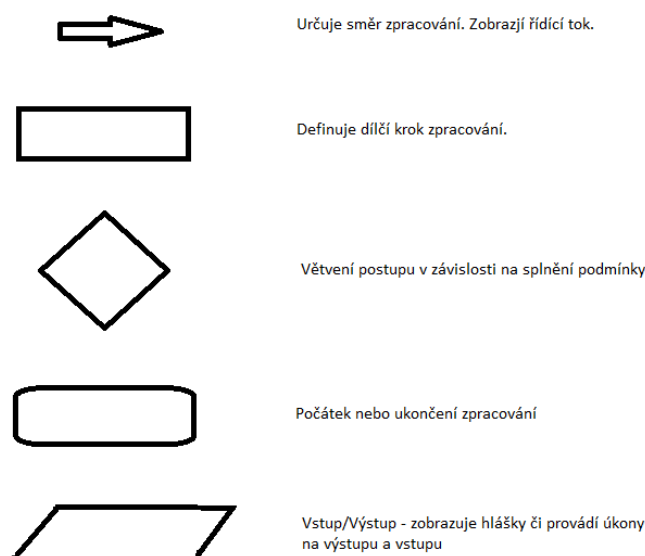 Určuje směr zpracování. Zobrazjí řídící tok.
Definuje dílčí krok zpracování.
Větvení postupu v závislosti na splnění podmínky
Počátek nebo ukončení zpracování
Vstup/Výstup - zobrazuje hlášky či provádí úkony
na výstupu a vstupu